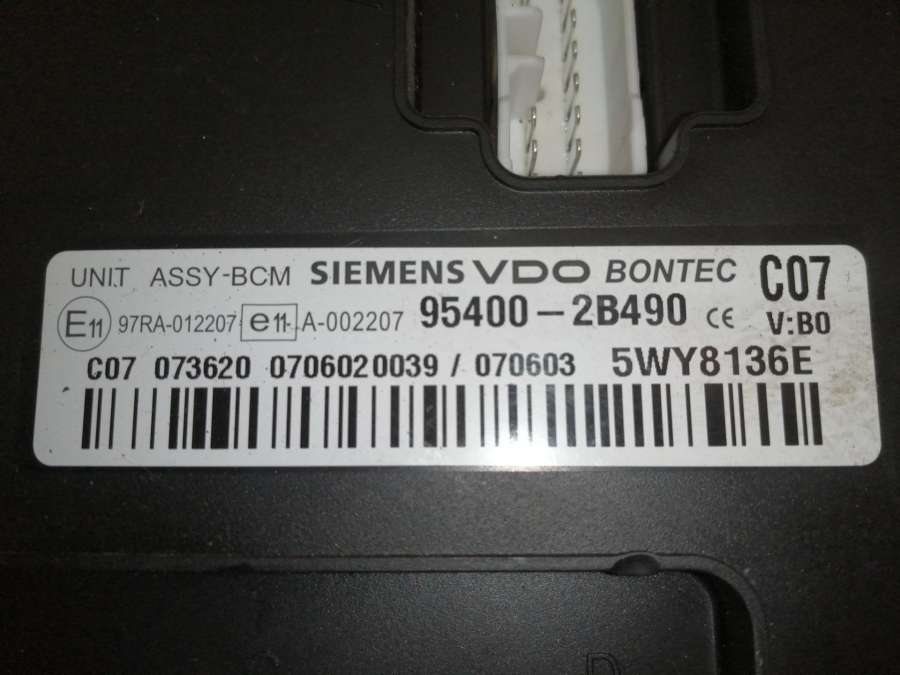 UNIT ASSY-BCM SIEMENS VDO BONTEC C07
E11 97RA-012207 e11 A-002207 95400-2B490 CE V:B0
C07 073620 0706020039 / 070603 5WY8136E